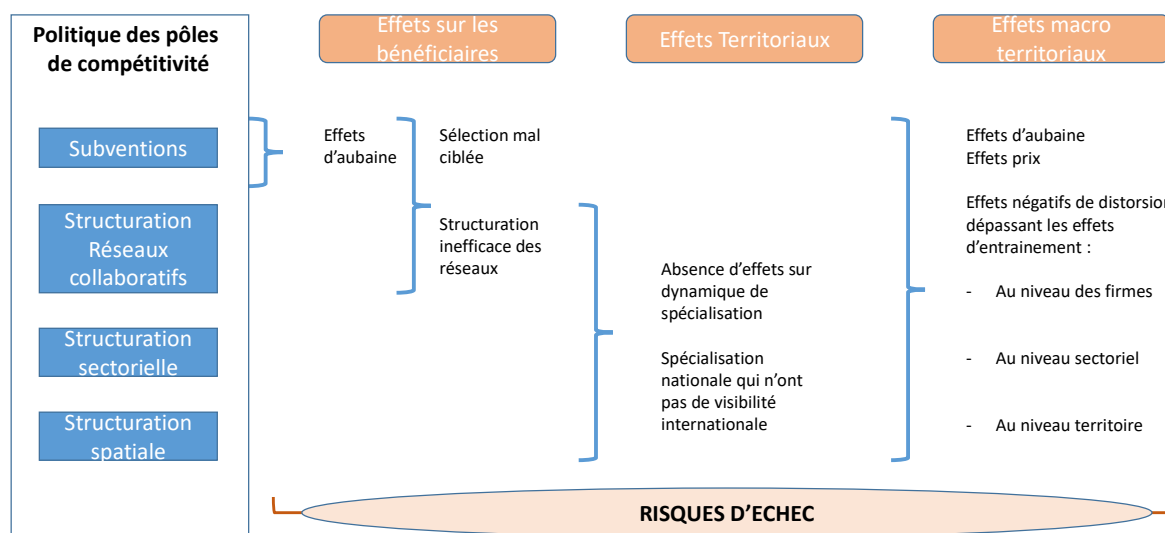 Politique des pôles
de compétitivité
Subventions
Structuration
Réseaux
collaboratifs
Structuration
sectorielle
Structuration
spatiale
Effets sur les
bénéficiaires
Effets
d’aubaine
Sélection mal
ciblée
Structuration
inefficace des
réseaux
Effets Territoriaux
Absence d’effets sur
dynamique de
spécialisation
Spécialisation
nationale qui n’ont
pas de visibilité
internationale
Effets macro
territoriaux
Effets d’aubaine
Effets prix
Effets négatifs de distorsion
dépassant les effets
d’entrainement :
- Au niveau des firmes
- Au niveau sectoriel
- Au niveau territoire
RISQUES D’ECHEC